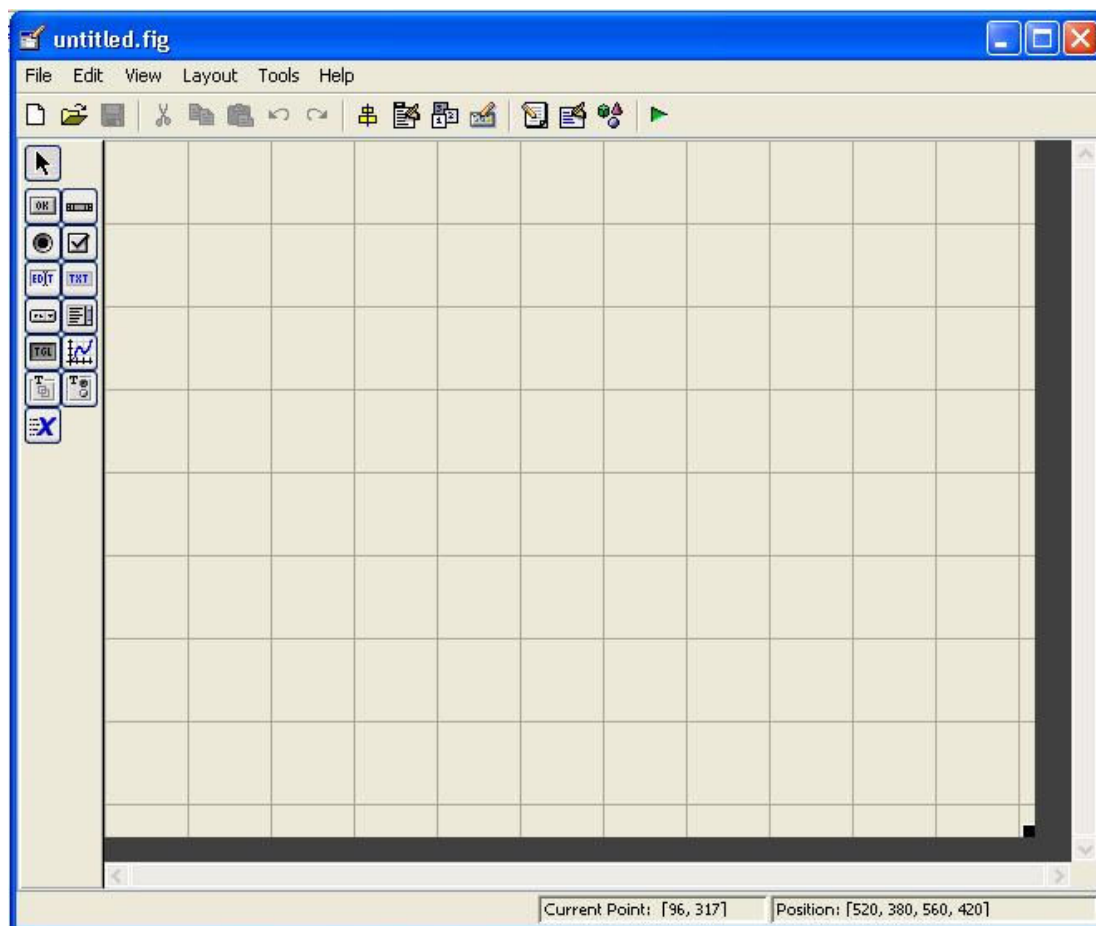 untitled.fig
File Edit View Layout Tools Help
OK
EDIT TXT
TGL
T T
X
Current Point: [96, 317] Position: [520, 380, 560, 420]